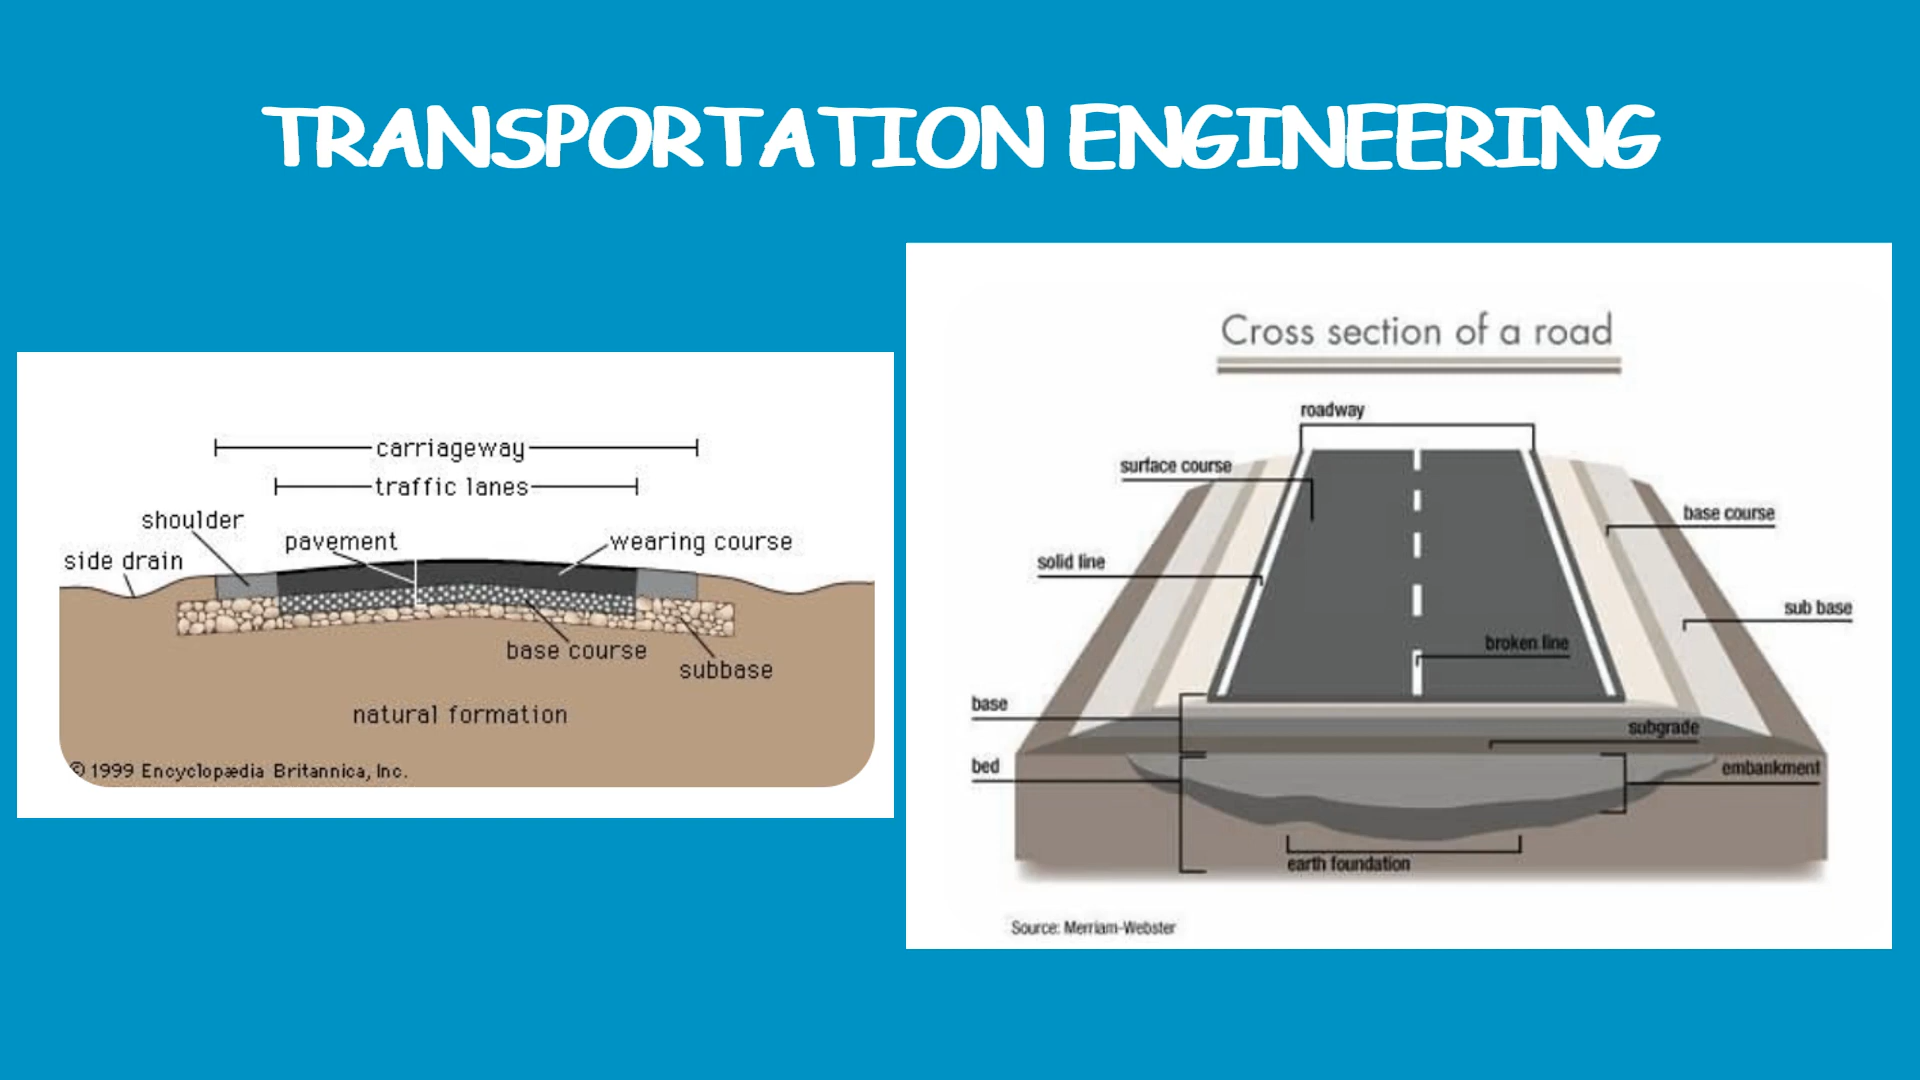 TRANSPORTATION ENGINEERING
carriageway
traffic lanes
shoulder
pavement
wearing course
side drain
base course
subbase
natural formation
© 1999 Encyclopædia Britannica, Inc.
Cross section of a road
roadway
surface course
base course
solid line
sub base
broken line
base
subgrade
bed
embankment
earth foundation
Source: Merriam-Webster